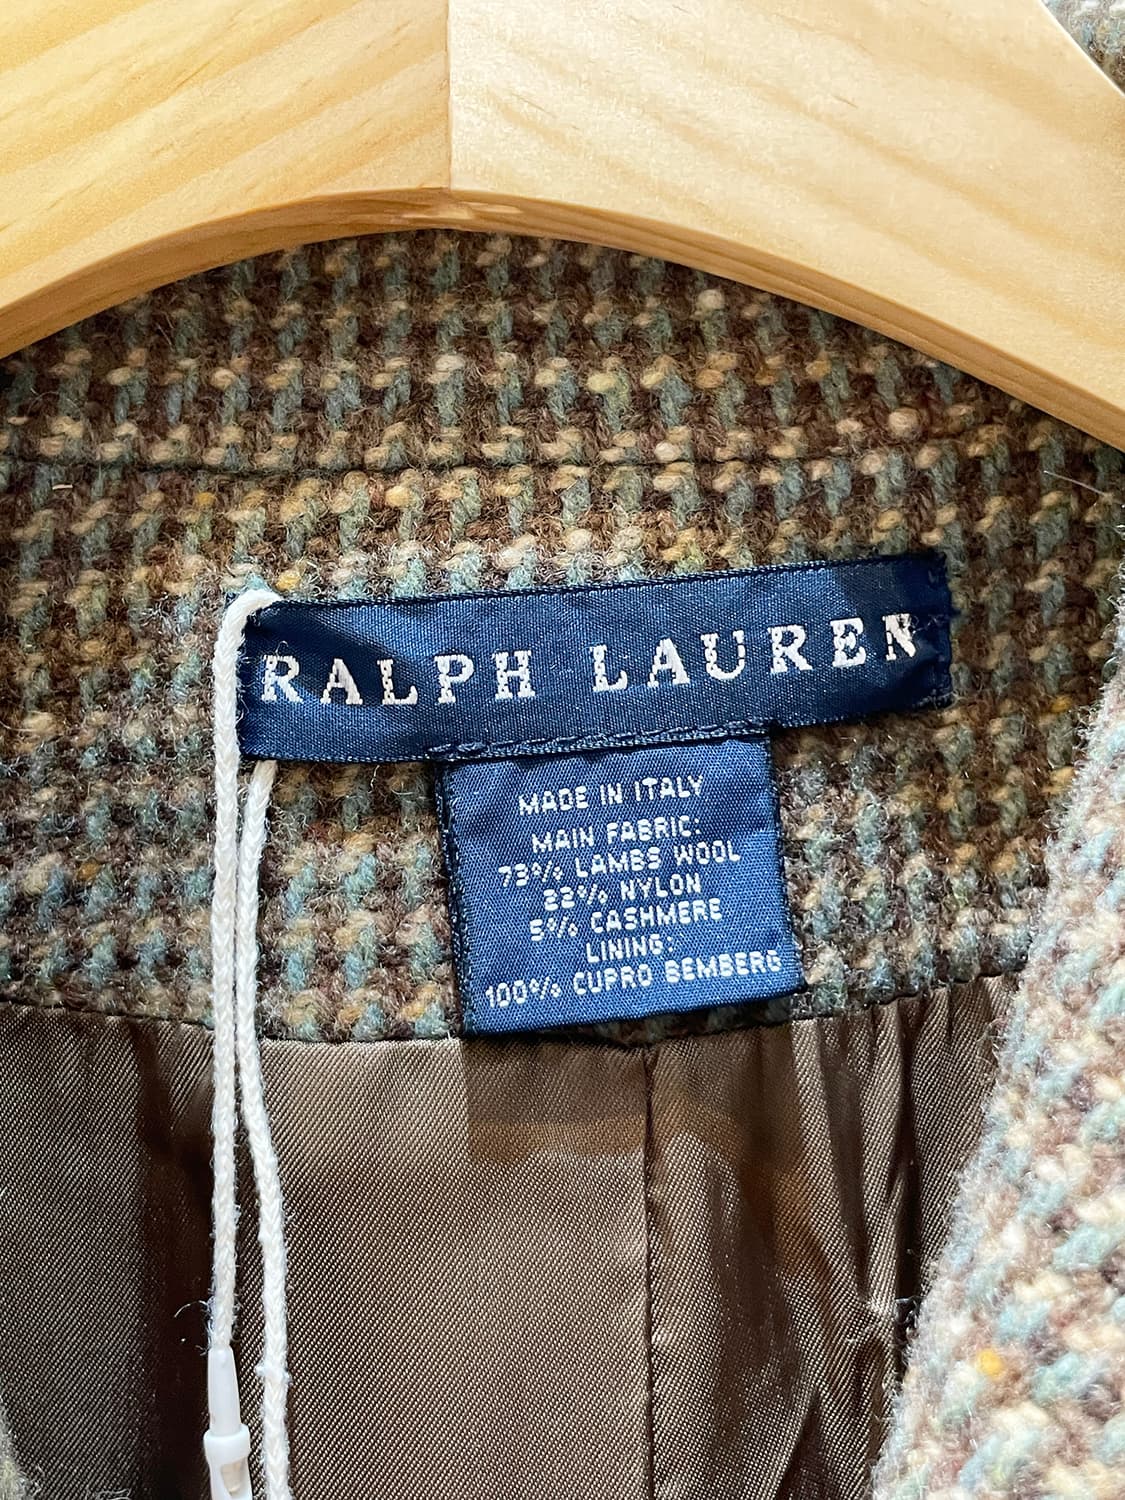 RALPH LAUREN
MADE IN ITALY
MAIN FABRIC:
73% LAMBS WOOL
22% NYLON
5% CASHMERE
LINING:
100% CUPRO BEMBERG